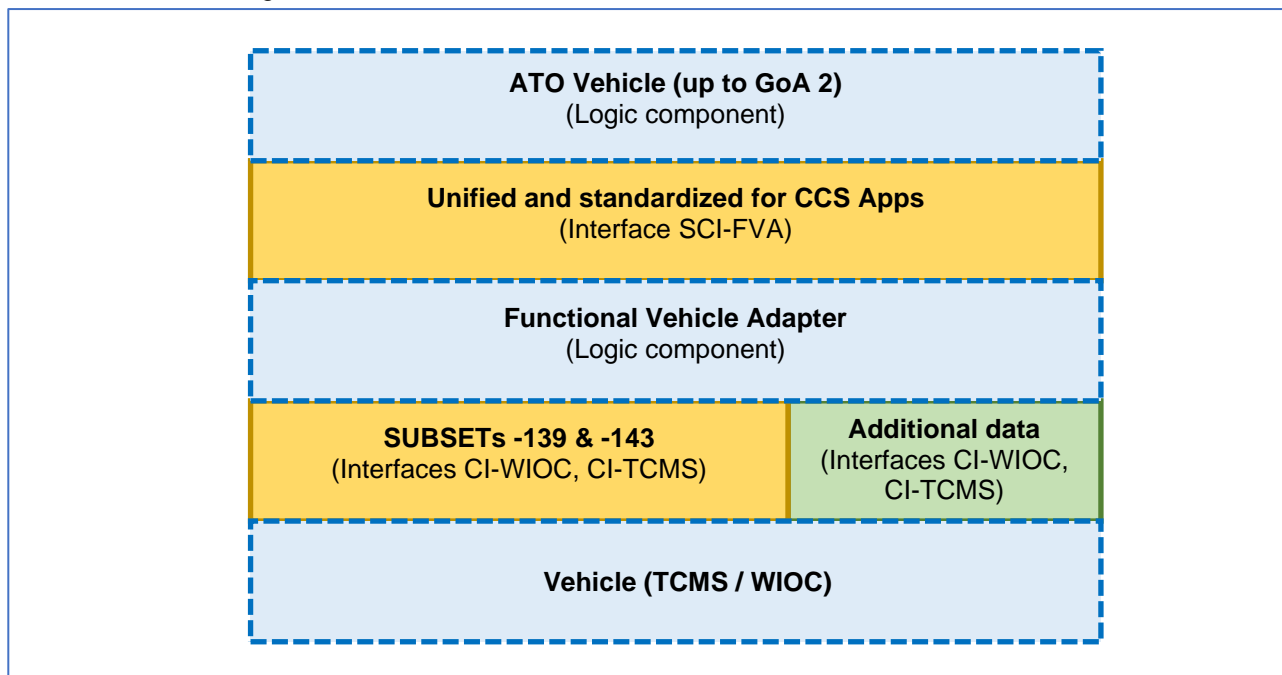 ATO Vehicle (up to GoA 2)
(Logic component)
Unified and standardized for CCS Apps
(Interface SCI-FVA)
Functional Vehicle Adapter
(Logic component)
SUBSETs -139 & -143
(Interfaces CI-WIOC, CI-TCMS)
Additional data
(Interfaces CI-WIOC,
CI-TCMS)
Vehicle (TCMS / WIOC)